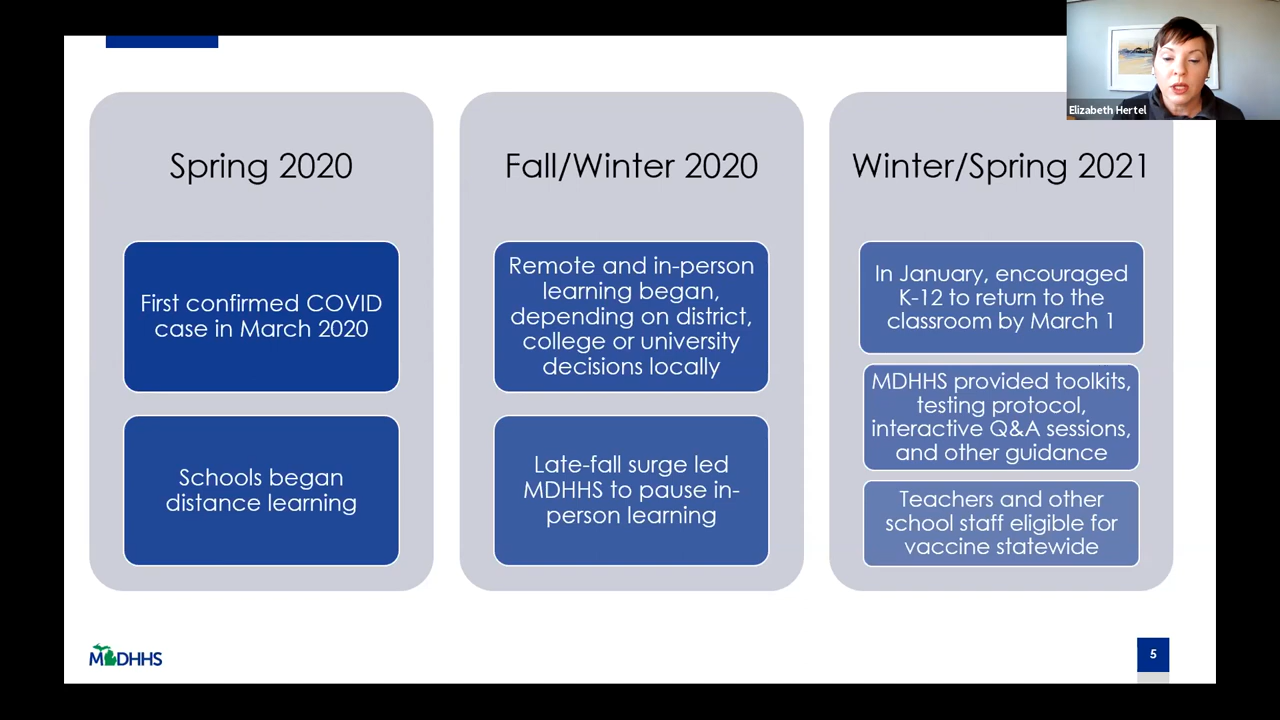 Elizabeth Hertel
Spring 2020
First confirmed COVID
case in March 2020
Schools began
distance learning
Fall/Winter 2020
Remote and in-person
learning began,
depending on district,
college or university
decisions locally
Late-fall surge led
MDHHS to pause in-
person learning
Winter/Spring 2021
In January, encouraged
K-12 to return to the
classroom by March 1
MDHHS provided toolkits,
testing protocol,
interactive Q&A sessions,
and other guidance
Teachers and other
school staff eligible for
vaccine statewide
MDHHS
5